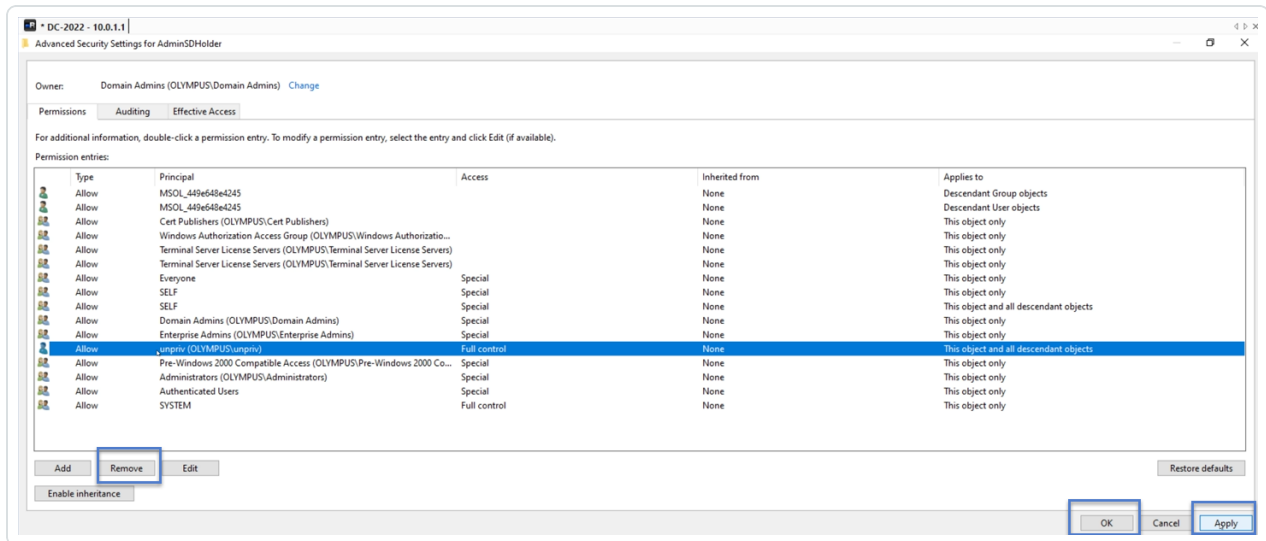 * DC-2022 - 10.0.1.1
Advanced Security Settings for AdminSDHolder
Owner: Domain Admins (OLYMPUS\Domain Admins) Change
Permissions Auditing Effective Access
For additional information, double-click a permission entry. To modify a permission entry, select the entry and click Edit (if available).
Permission entries:
Type Principal Access Inherited from Applies to
Allow MSOL_449e648e4245 None Descendant Group objects
Allow MSOL_449e648e4245 None Descendant User objects
Allow Cert Publishers (OLYMPUS\Cert Publishers) None This object only
Allow Windows Authorization Access Group (OLYMPUS\Windows Authorizatio... None This object only
Allow Terminal Server License Servers (OLYMPUS\Terminal Server License Servers) None This object only
Allow Terminal Server License Servers (OLYMPUS\Terminal Server License Servers) None This object only
Allow Everyone Special None This object only
Allow SELF Special None This object only
Allow SELF Special None This object and all descendant objects
Allow Domain Admins (OLYMPUS\Domain Admins) Special None This object only
Allow Enterprise Admins (OLYMPUS\Enterprise Admins) Special None This object only
Allow unpriv (OLYMPUS\unpriv) Full control None This object and all descendant objects
Allow Pre-Windows 2000 Compatible Access (OLYMPUS\Pre-Windows 2000 Co... Special None This object only
Allow Administrators (OLYMPUS\Administrators) Special None This object only
Allow Authenticated Users Special None This object only
Allow SYSTEM Full control None This object only
Add Remove Edit Restore defaults
Enable inheritance
OK Cancel Apply